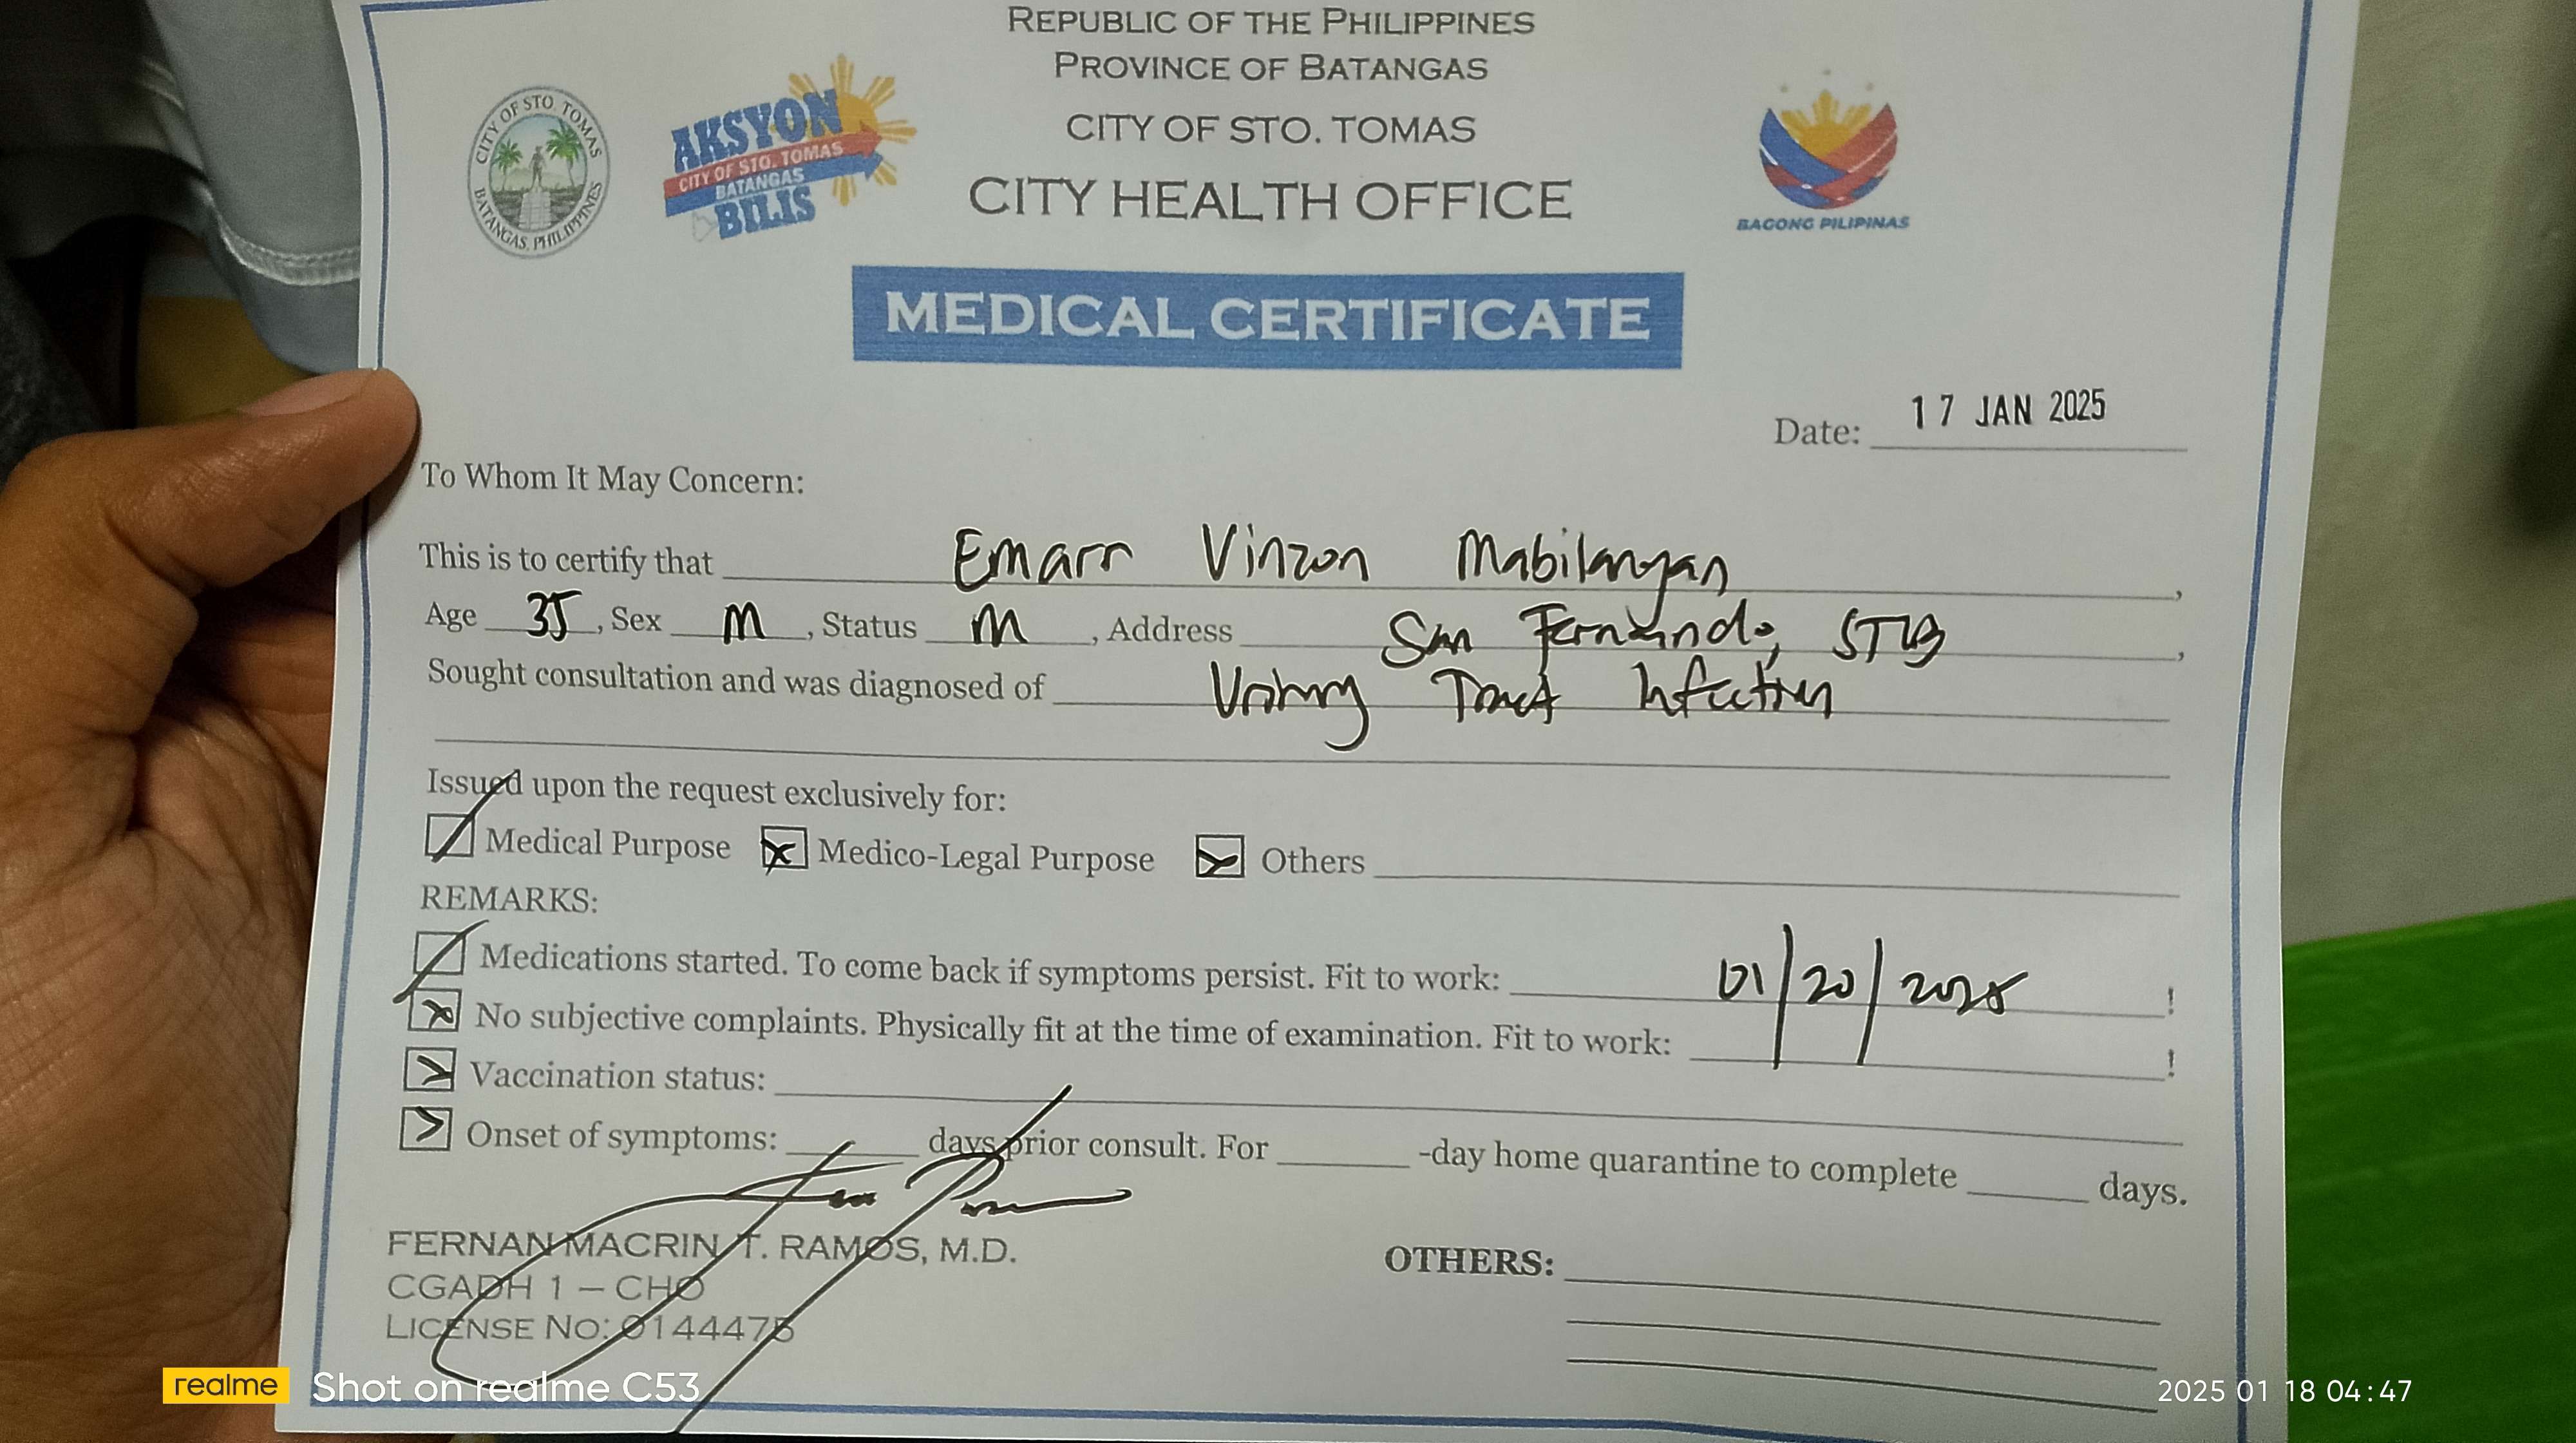 REPUBLIC OF THE PHILIPPINES
PROVINCE OF BATANGAS
CITY OF STO. TOMAS
CITY HEALTH OFFICE
CITY OF STO. TOMAS
BATANGAS, PHILIPPINES
AKSYON
CITY OF STO. TOMAS
BATANGAS
BILIS
BAGONG PILIPINAS
MEDICAL CERTIFICATE
Date: 17 JAN 2025
To Whom It May Concern:
This is to certify that Emarr Vinzon Mabilangan,
Age 35, Sex M, Status M, Address San Fernando, STB,
Sought consultation and was diagnosed of Urinary Tract Infection
Issued upon the request exclusively for:
Medical Purpose Medico-Legal Purpose Others
REMARKS:
Medications started. To come back if symptoms persist. Fit to work: 01/20/2025!
No subjective complaints. Physically fit at the time of examination. Fit to work: !
Vaccination status:
Onset of symptoms: days prior consult. For -day home quarantine to complete days.
FERNAN MACRIN T. RAMOS, M.D.
CGADH 1 – CHO
LICENSE NO: 0144475
OTHERS:
realme Shot on realme C53
2025 01 18 04:47